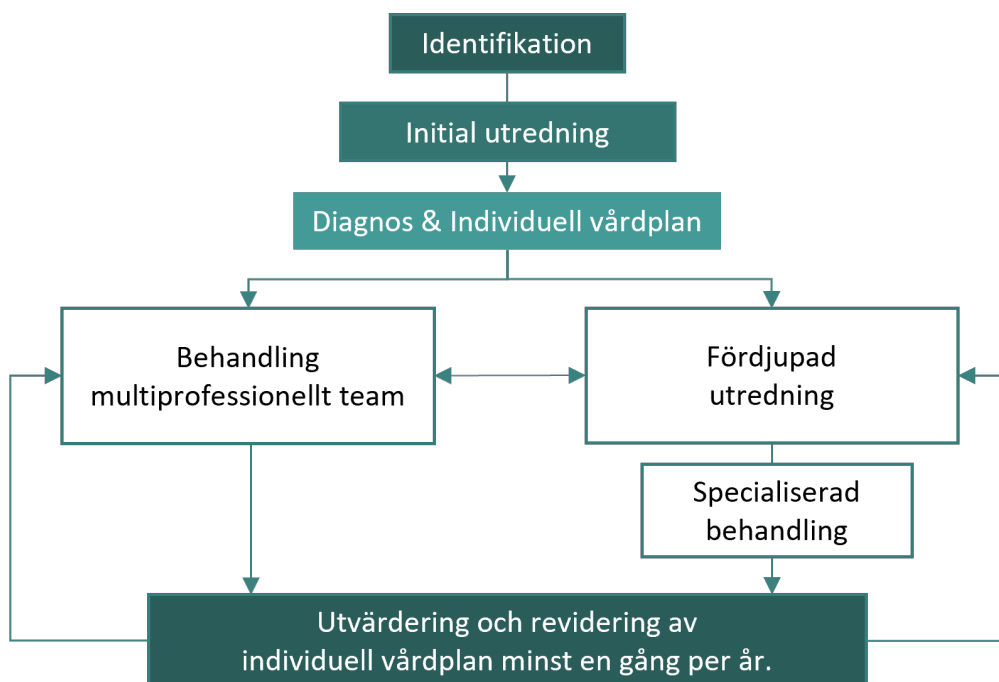 Identifikation
Initial utredning
Diagnos & Individuell vårdplan
Behandling
multiprofessionellt team
Fördjupad
utredning
Specialiserad
behandling
Utvärdering och revidering av
individuell vårdplan minst en gång per år.